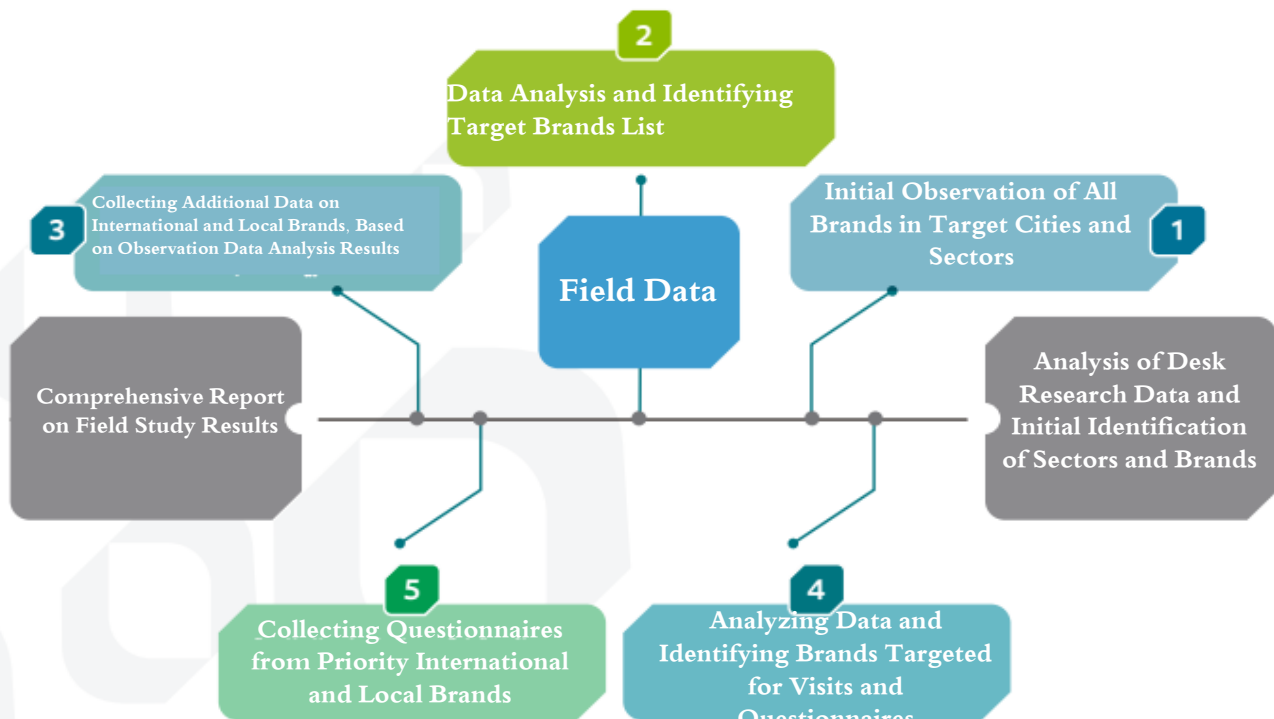 2
Data Analysis and Identifying
Target Brands List
3
Collecting Additional Data on
International and Local Brands, Based
on Observation Data Analysis Results
Field Data
Initial Observation of All
Brands in Target Cities and
Sectors
1
Comprehensive Report
on Field Study Results
Analysis of Desk
Research Data and
Initial Identification
of Sectors and Brands
5
Collecting Questionnaires
from Priority International
and Local Brands
4
Analyzing Data and
Identifying Brands Targeted
for Visits and
Questionnaires